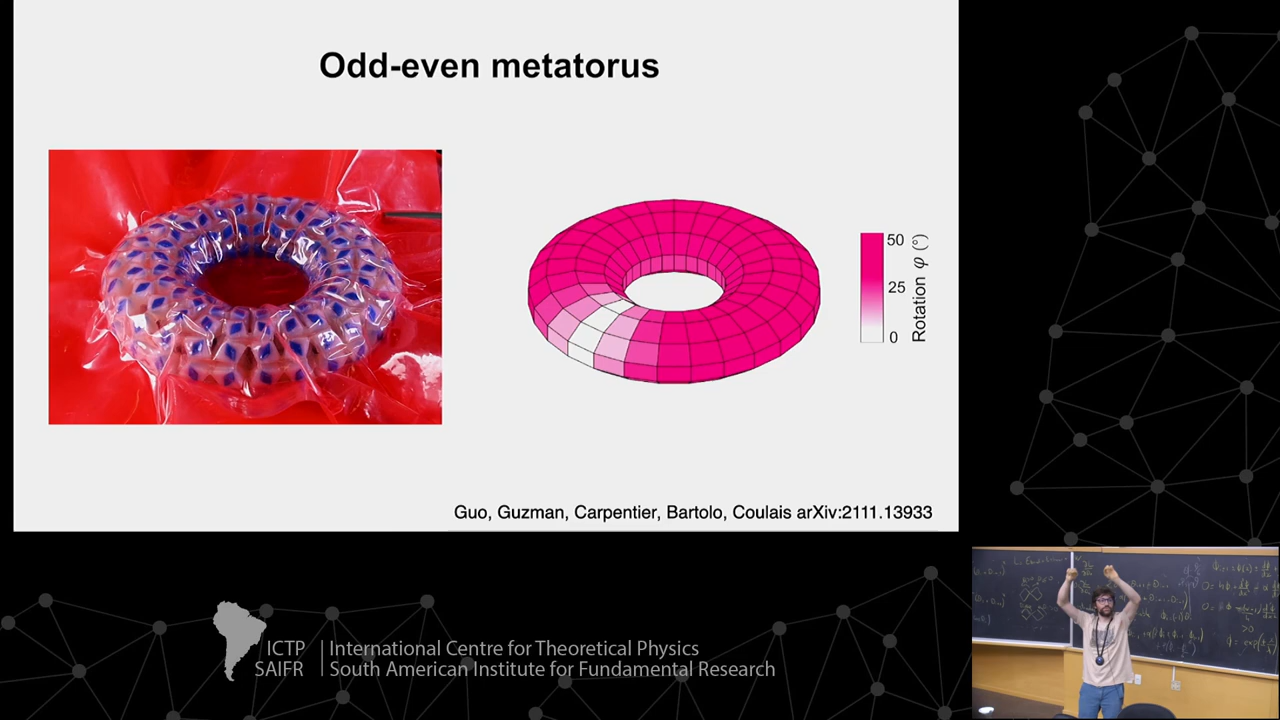 Odd-even metatorus
50
25
0
Rotation φ (°)
Guo, Guzman, Carpentier, Bartolo, Coulais arXiv:2111.13933
ICTP
SAIFR
International Centre for Theoretical Physics
South American Institute for Fundamental Research